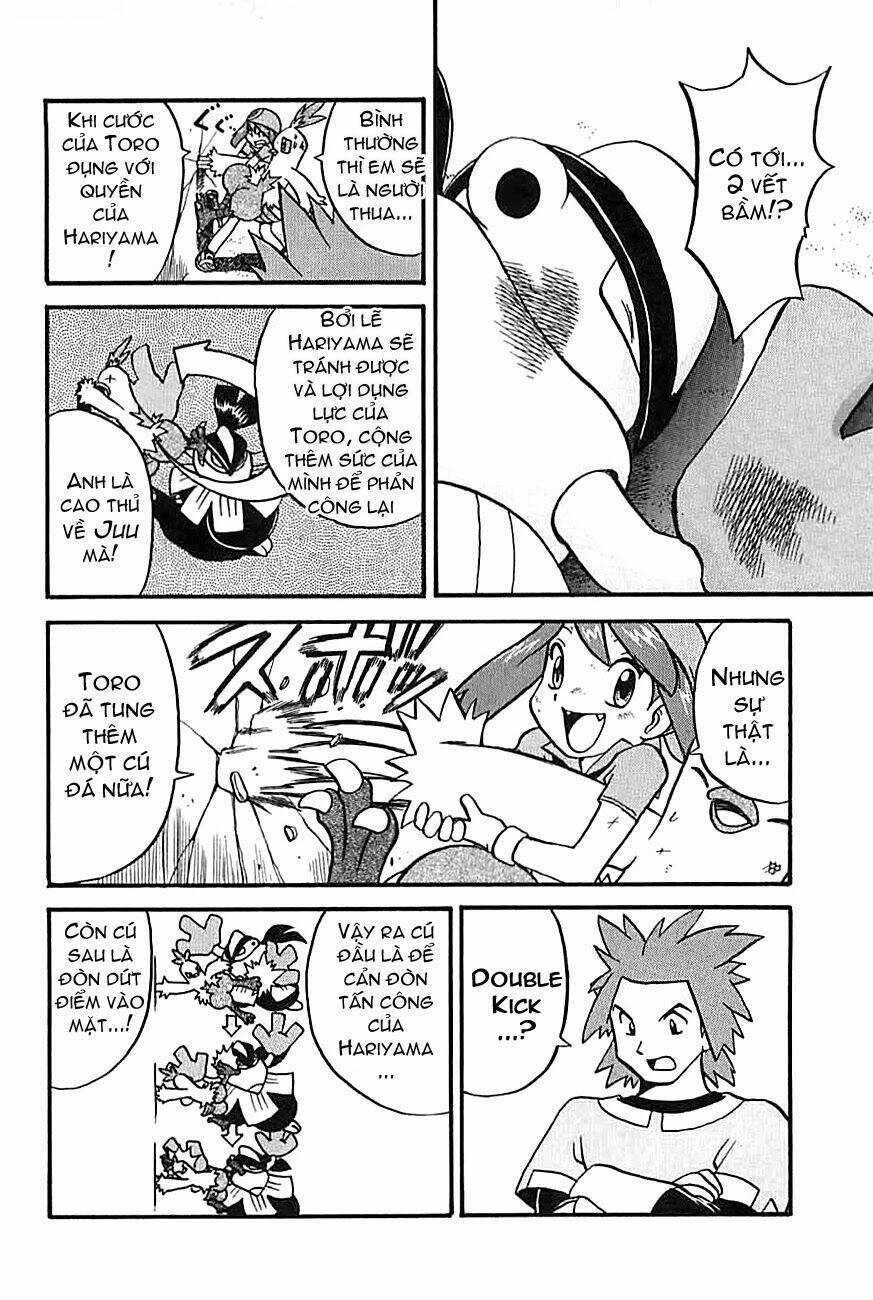 CÓ TỚI...
2 VẾT
BẦM!?
BÌNH
THƯỜNG
THÌ EM SẼ
LÀ NGƯỜI
THUA...
KHI CƯỚC
CỦA TORO
ĐỤNG VỚI
QUYỀN
CỦA
HARIYAMA
!
BỞI LẼ
HARIYAMA SẼ
TRÁNH ĐƯỢC
VÀ LỢI DỤNG
LỰC CỦA
TORO, CỘNG
THÊM SỨC CỦA
MÌNH ĐỂ PHẢN
CÔNG LẠI
ANH LÀ
CAO THỦ
VỀ JUU
MÀ!
NHƯNG
SỰ
THẬT
LÀ...
TORO
ĐÃ TUNG
THÊM
MỘT CÚ
ĐÁ NỮA!
DOUBLE
KICK
...?
VẬY RA CÚ
ĐẦU LÀ ĐỂ
CẢN ĐÒN
TẤN CÔNG
CỦA
HARIYAMA
...
CÒN CÚ
SAU LÀ
ĐÒN DỨT
ĐIỂM VÀO
MẶT...!